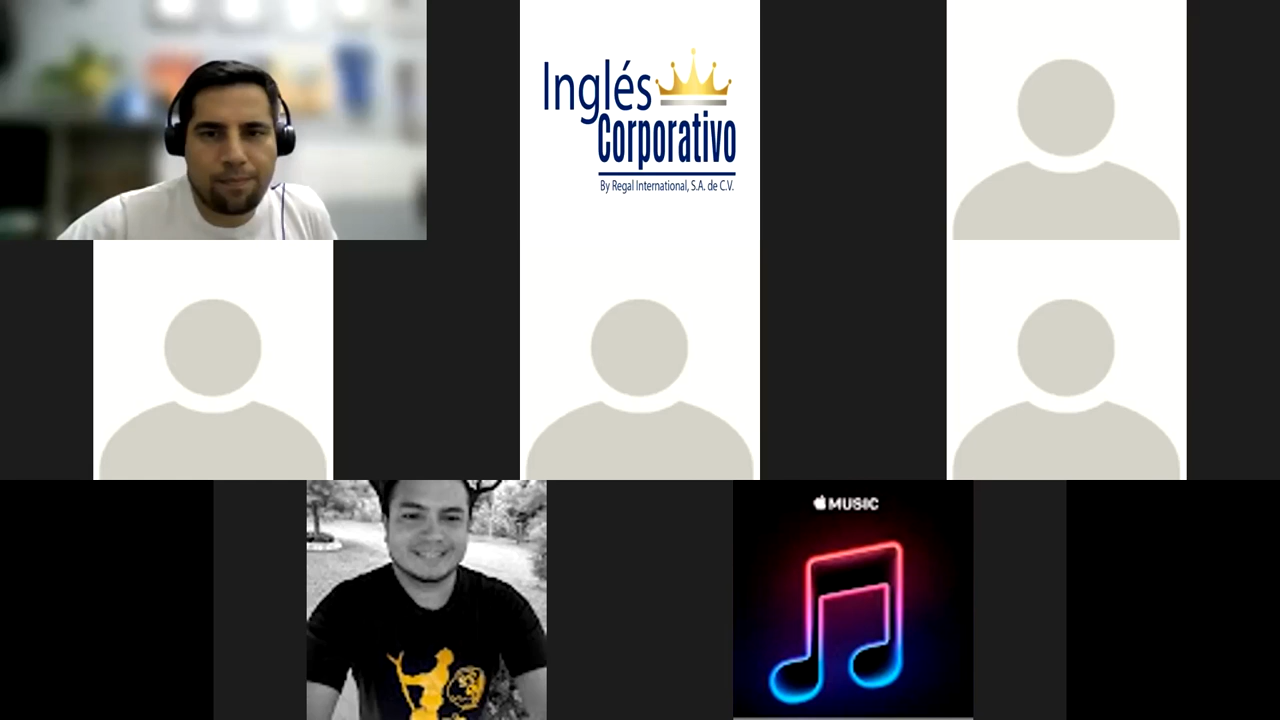 Inglés
Corporativo
By Regal International, S.A. de C.V.
MUSIC